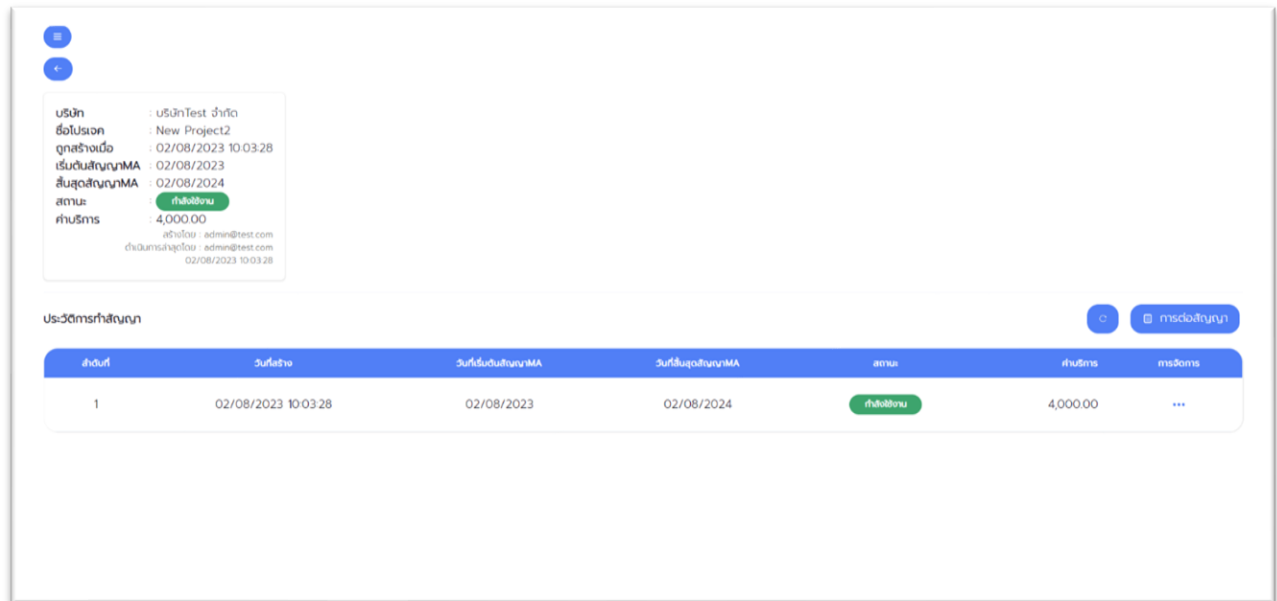 บริษัท : บริษัทTest จำกัด
ชื่อโปรเจค : New Project2
ถูกสร้างเมื่อ : 02/08/2023 10:03:28
เริ่มต้นสัญญาMA : 02/08/2023
สิ้นสุดสัญญาMA : 02/08/2024
สถานะ : กำลังใช้งาน
ค่าบริการ : 4,000.00
สร้างโดย : admin@test.com
ดำเนินการล่าสุดโดย : admin@test.com
02/08/2023 10:03:28
ประวัติการทำสัญญา การต่อสัญญา
ลำดับที่ วันที่สร้าง วันที่เริ่มต้นสัญญาMA วันที่สิ้นสุดสัญญาMA สถานะ ค่าบริการ การจัดการ
1 02/08/2023 10:03:28 02/08/2023 02/08/2024 กำลังใช้งาน 4,000.00 •••